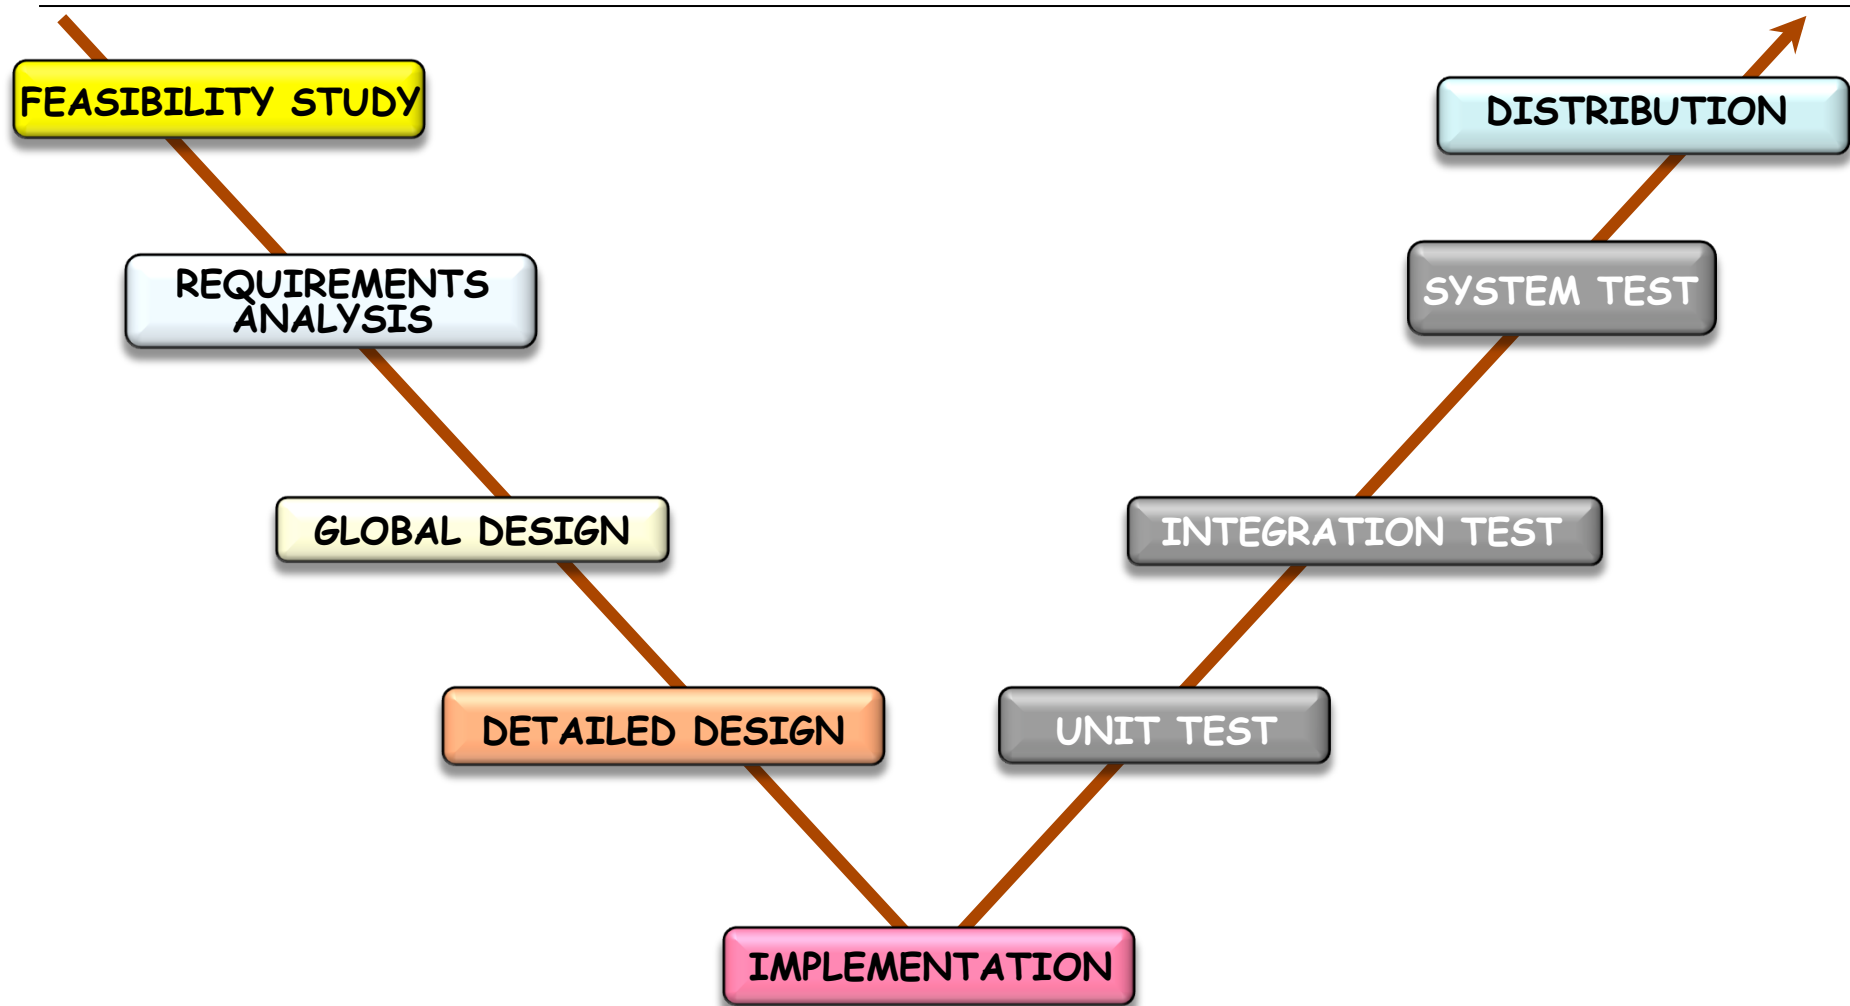 FEASIBILITY STUDY
DISTRIBUTION
REQUIREMENTS
ANALYSIS
SYSTEM TEST
GLOBAL DESIGN
INTEGRATION TEST
DETAILED DESIGN
UNIT TEST
IMPLEMENTATION